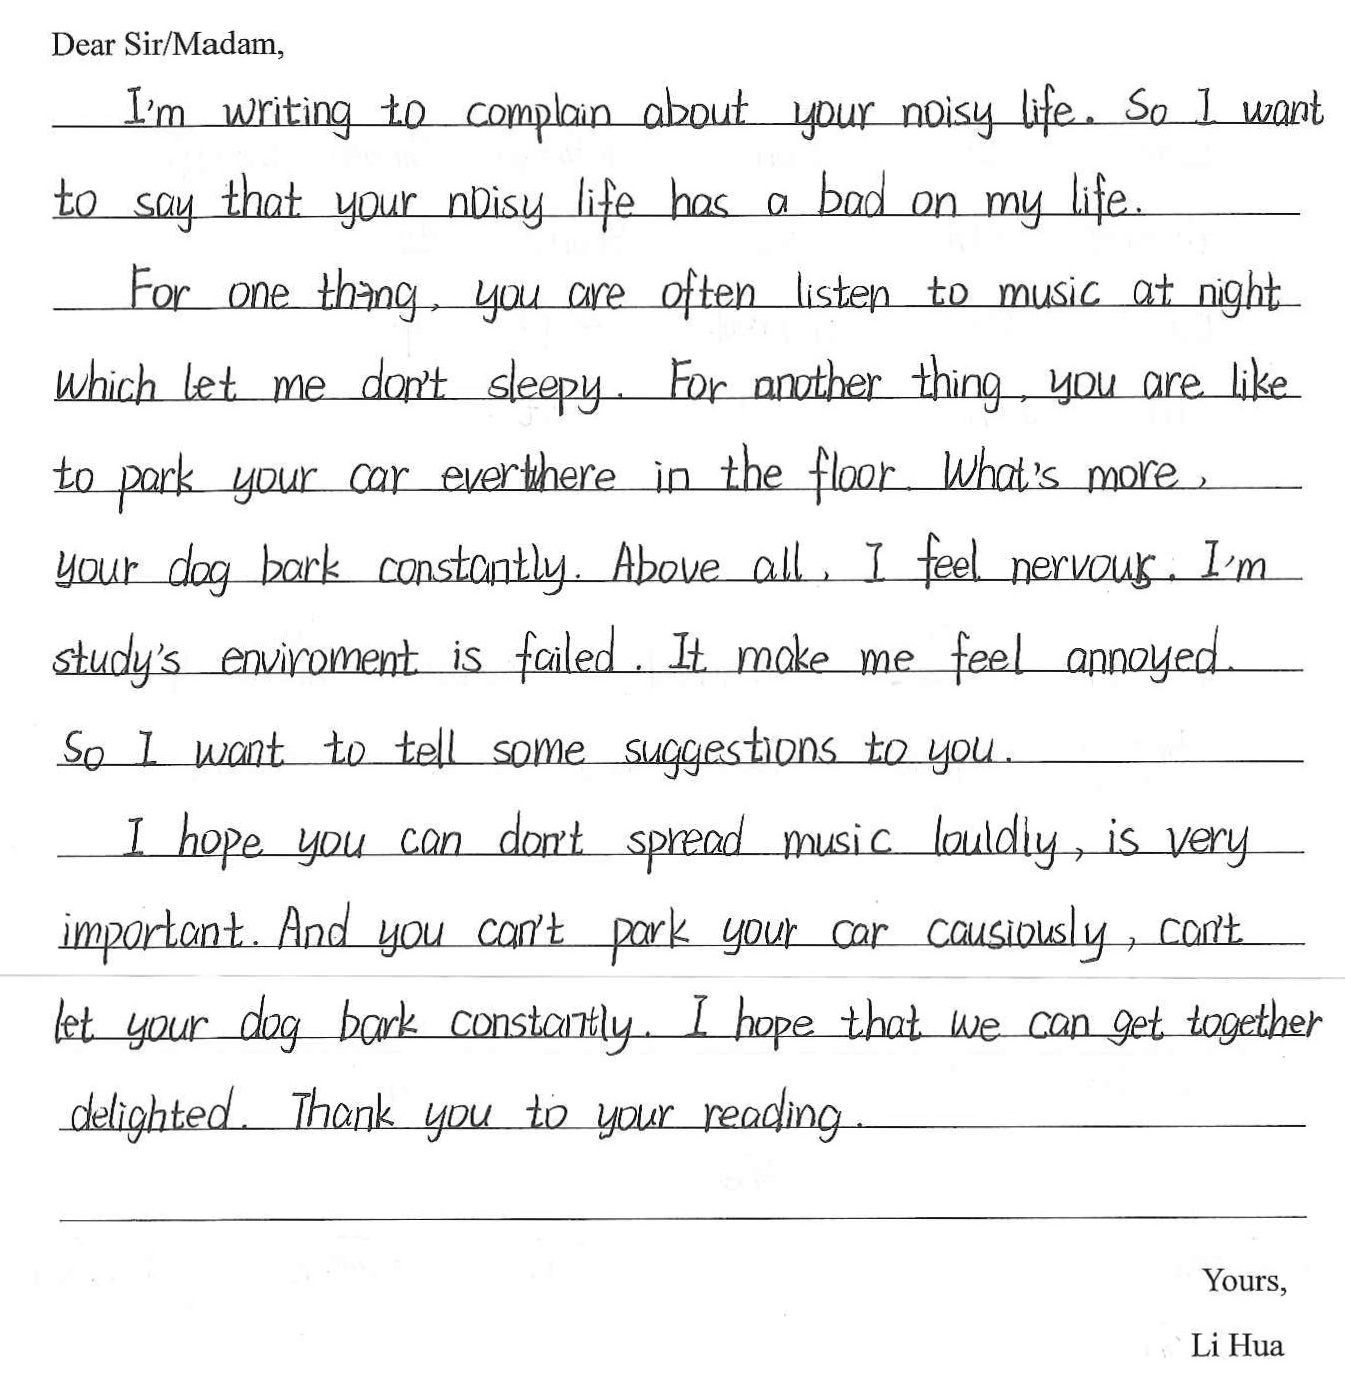 Dear Sir/Madam,
I'm writing to complain about your noisy life. So I want
to say that your noisy life has a bad on my life.
For one thing, you are often listen to music at night
which let me don't sleepy. For another thing, you are like
to park your car everthere in the floor. What's more,
your dog bark constantly. Above all, I feel nervous. I'm
study's enviroment is failed. It make me feel annoyed.
So I want to tell some suggestions to you.
I hope you can don't spread music louldly, is very
important. And you can't park your car causiously, can't
let your dog bark constantly. I hope that we can get together
delighted. Thank you to your reading.
Yours,
Li Hua